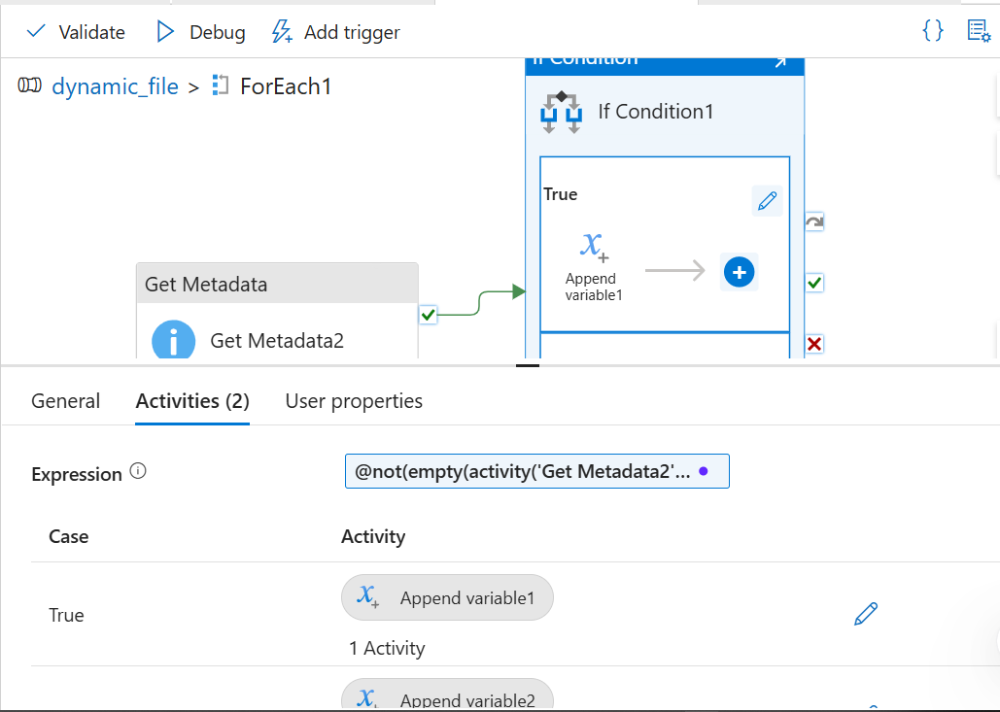 Validate Debug Add trigger {}
dynamic_file > ForEach1
If Condition
If Condition1
True
Append
variable1
Get Metadata
Get Metadata2
General Activities (2) User properties
Expression @not(empty(activity('Get Metadata2'...
Case Activity
True Append variable1
1 Activity
Append variable2